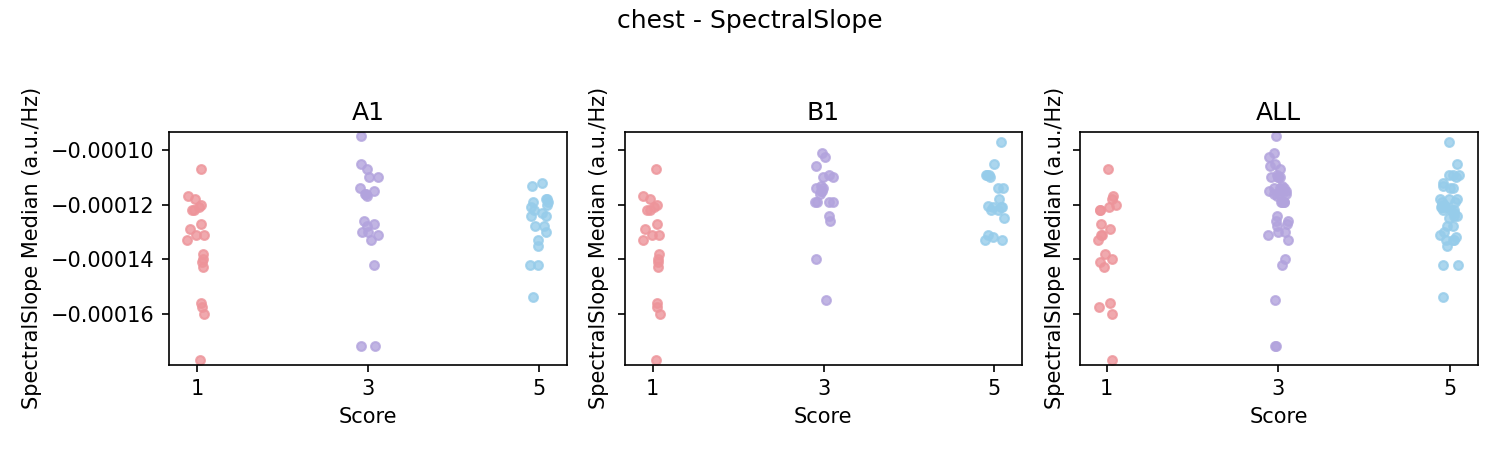 chest - SpectralSlope
A1
SpectralSlope Median (a.u./Hz)
−0.00010
−0.00012
−0.00014
−0.00016
1
3
5
Score
B1
SpectralSlope Median (a.u./Hz)
1
3
5
Score
ALL
SpectralSlope Median (a.u./Hz)
1
3
5
Score